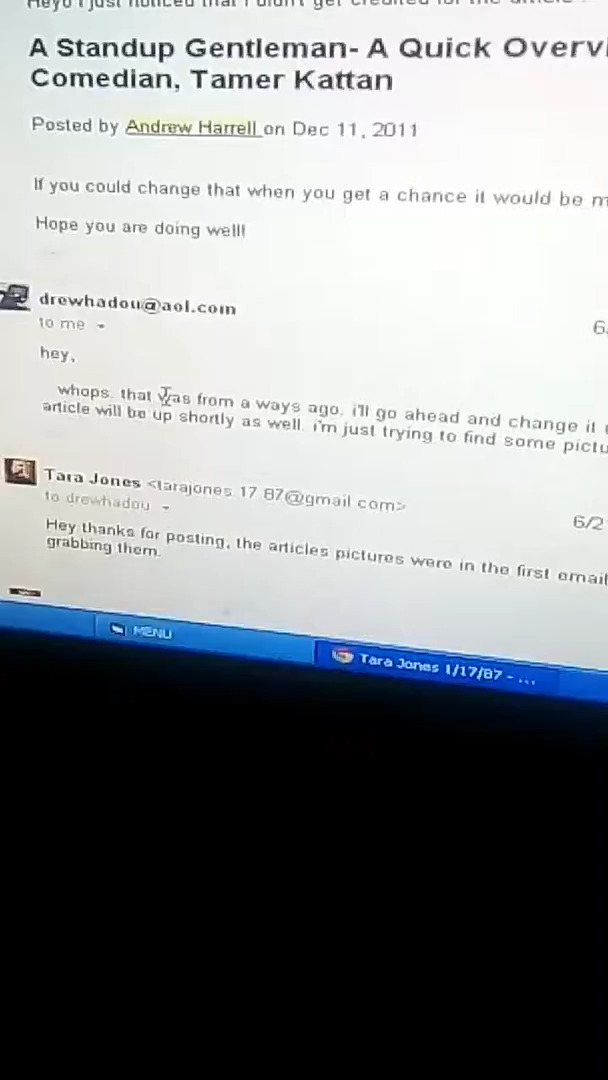 Heyo I just noticed that I didn't get credited for the article
A Standup Gentleman- A Quick Overvi
Comedian, Tamer Kattan
Posted by Andrew Harrell on Dec 11, 2011
If you could change that when you get a chance it would be m
Hope you are doing well!
drewhadou@aol.com
to me
6/
hey,
whops. that was from a ways ago. i'll go ahead and change it
article will be up shortly as well. i'm just trying to find some pictu
Tara Jones <tarajones.17.87@gmail.com>
to drewhadou
6/2
Hey thanks for posting, the articles pictures were in the first email
grabbing them.
MENU
Tara Jones 1/17/87 - ...